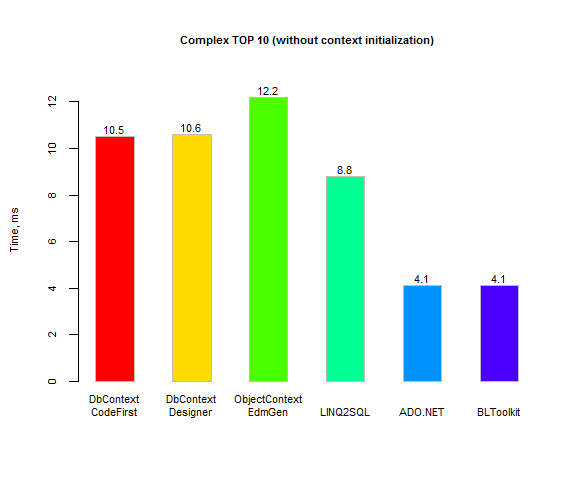 Complex TOP 10 (without context initialization)
Time, ms
12
10
8
6
4
2
0
10.5
10.6
12.2
8.8
4.1
4.1
DbContext
CodeFirst
DbContext
Designer
ObjectContext
EdmGen
LINQ2SQL
ADO.NET
BLToolkit